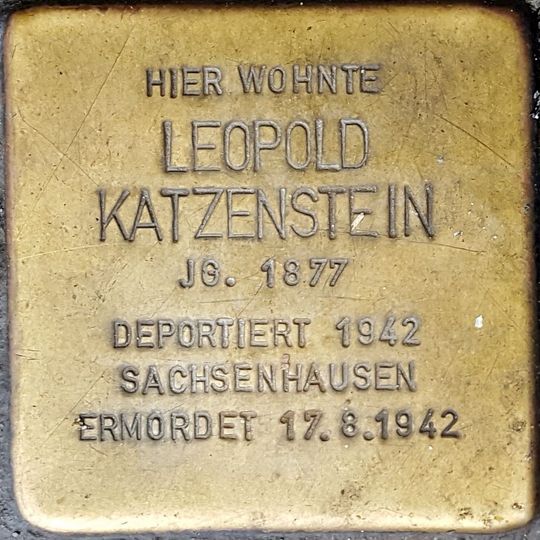 HIER WOHNTE
LEOPOLD
KATZENSTEIN
JG. 1877
DEPORTIERT 1942
SACHSENHAUSEN
ERMORDET 17.8.1942